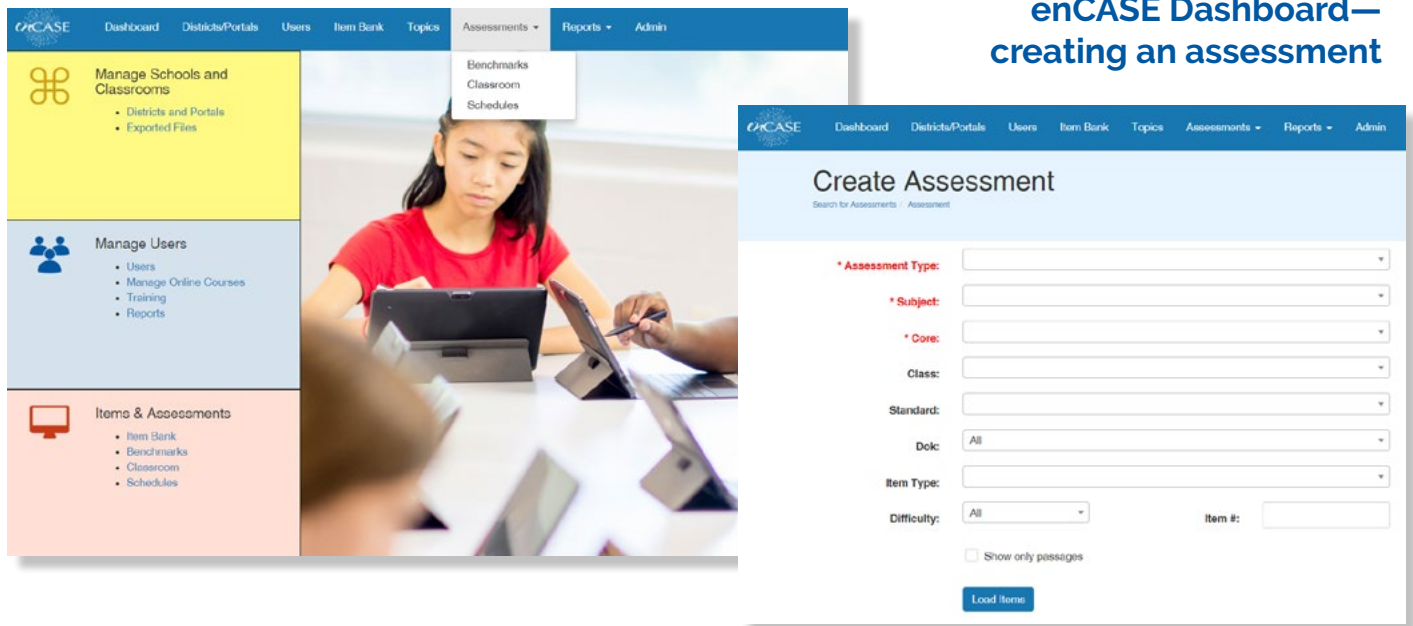 enCASE Dashboard—
creating an assessment
enCASE Dashboard Districts/Portals Users Item Bank Topics Assessments Reports Admin
Benchmarks
Classroom
Schedules
Manage Schools and
Classrooms
• Districts and Portals
• Exported Files
Manage Users
• Users
• Manage Online Courses
• Training
• Reports
Items & Assessments
• Item Bank
• Benchmarks
• Classroom
• Schedules
enCASE Dashboard Districts/Portals Users Item Bank Topics Assessments Reports Admin
Create Assessment
Search for Assessments / Assessment
* Assessment Type:
* Subject:
* Core:
Class:
Standard:
Dok: All
Item Type:
Difficulty: All Item #:
Show only passages
Load Items